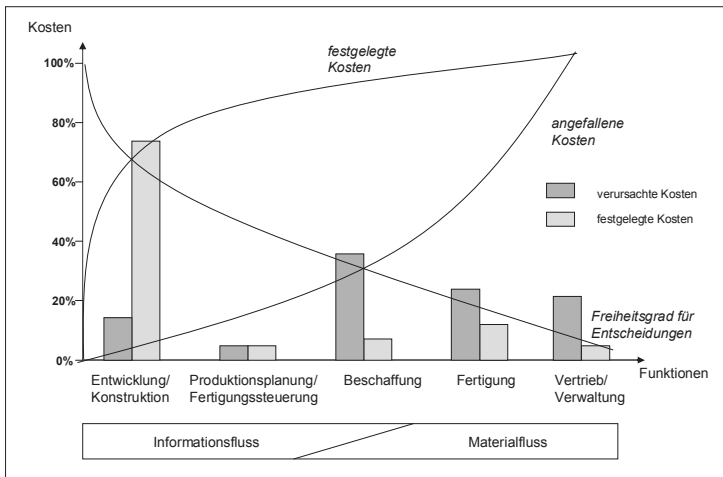 Kosten
100%
80%
60%
40%
20%
0%
festgelegte
Kosten
angefallene
Kosten
verursachte Kosten
festgelegte Kosten
Freiheitsgrad für
Entscheidungen
Funktionen
Entwicklung/
Konstruktion
Produktionsplanung/
Fertigungssteuerung
Beschaffung
Fertigung
Vertrieb/
Verwaltung
Informationsfluss
Materialfluss